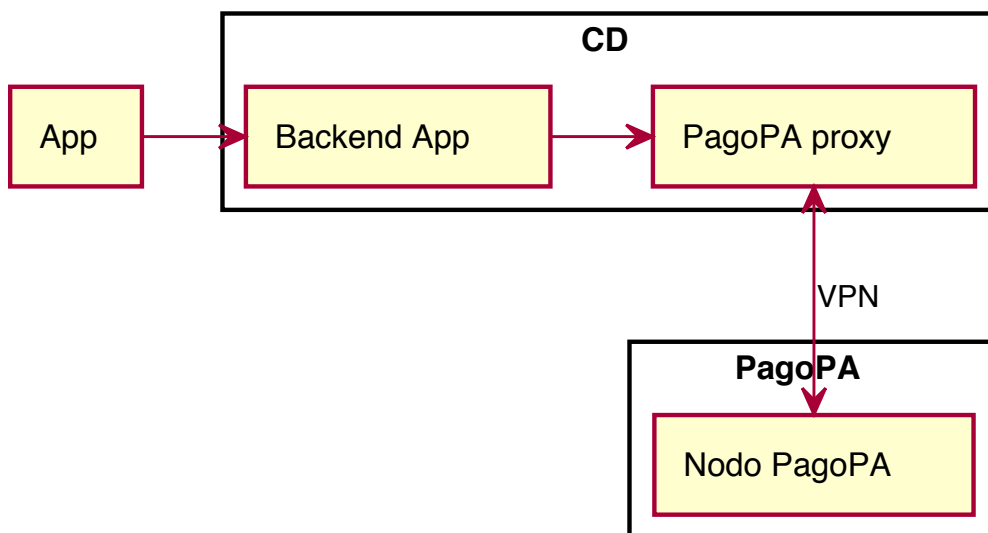 CD
App
Backend App
PagoPA proxy
VPN
PagoPA
Nodo PagoPA